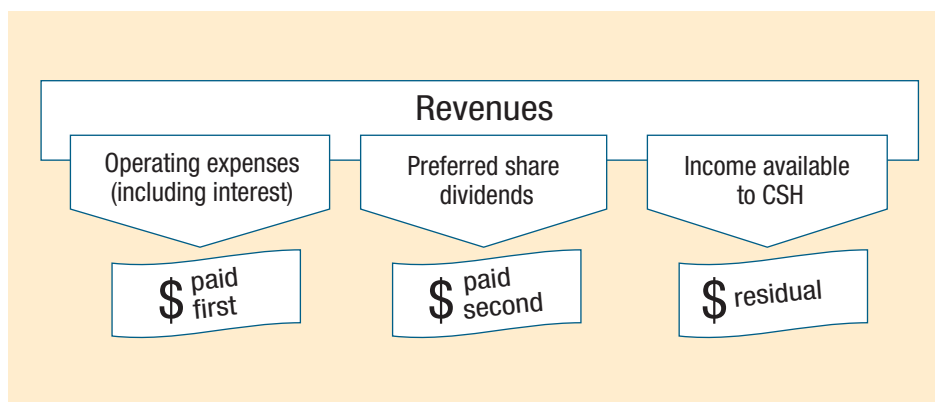 Revenues
Operating expenses
(including interest)
Preferred share
dividends
Income available
to CSH
$ paid
first
$ paid
second
$ residual